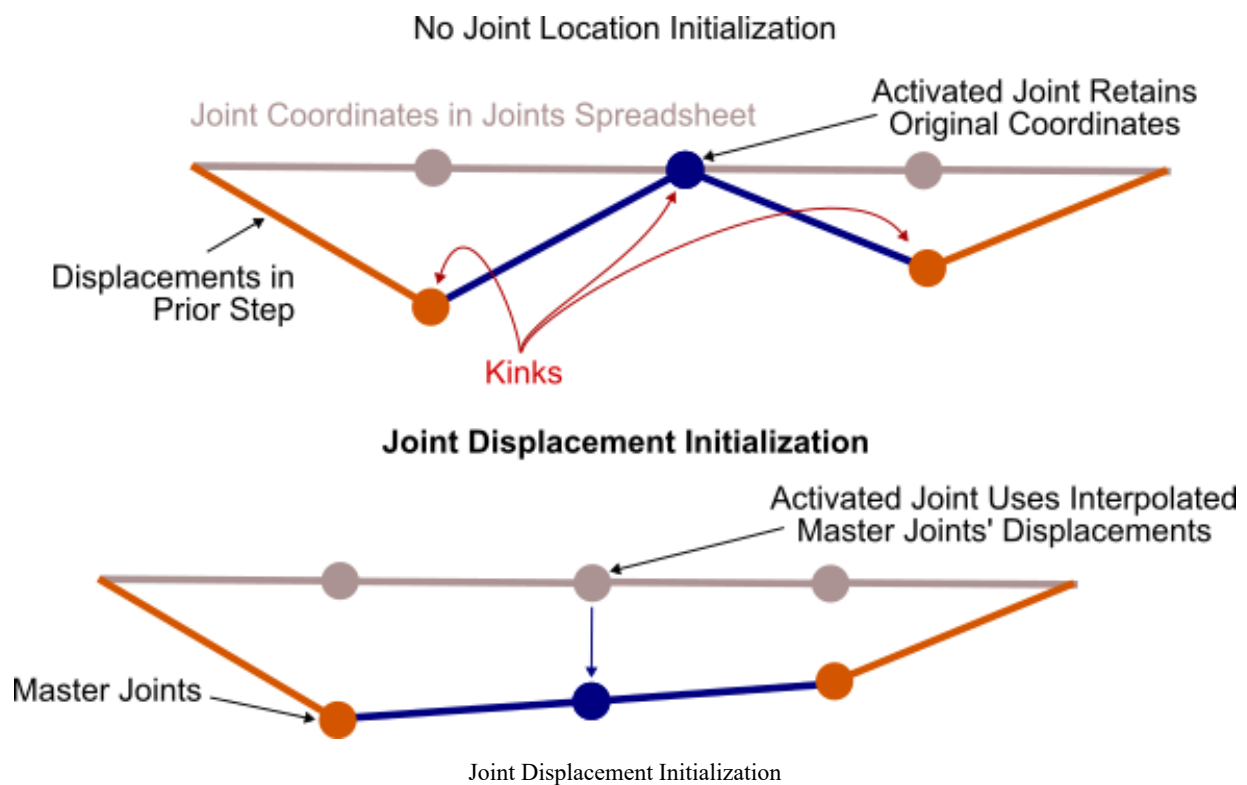 No Joint Location Initialization
Joint Coordinates in Joints Spreadsheet
Activated Joint Retains
Original Coordinates
Displacements in
Prior Step
Kinks
Joint Displacement Initialization
Activated Joint Uses Interpolated
Master Joints' Displacements
Master Joints
Joint Displacement Initialization